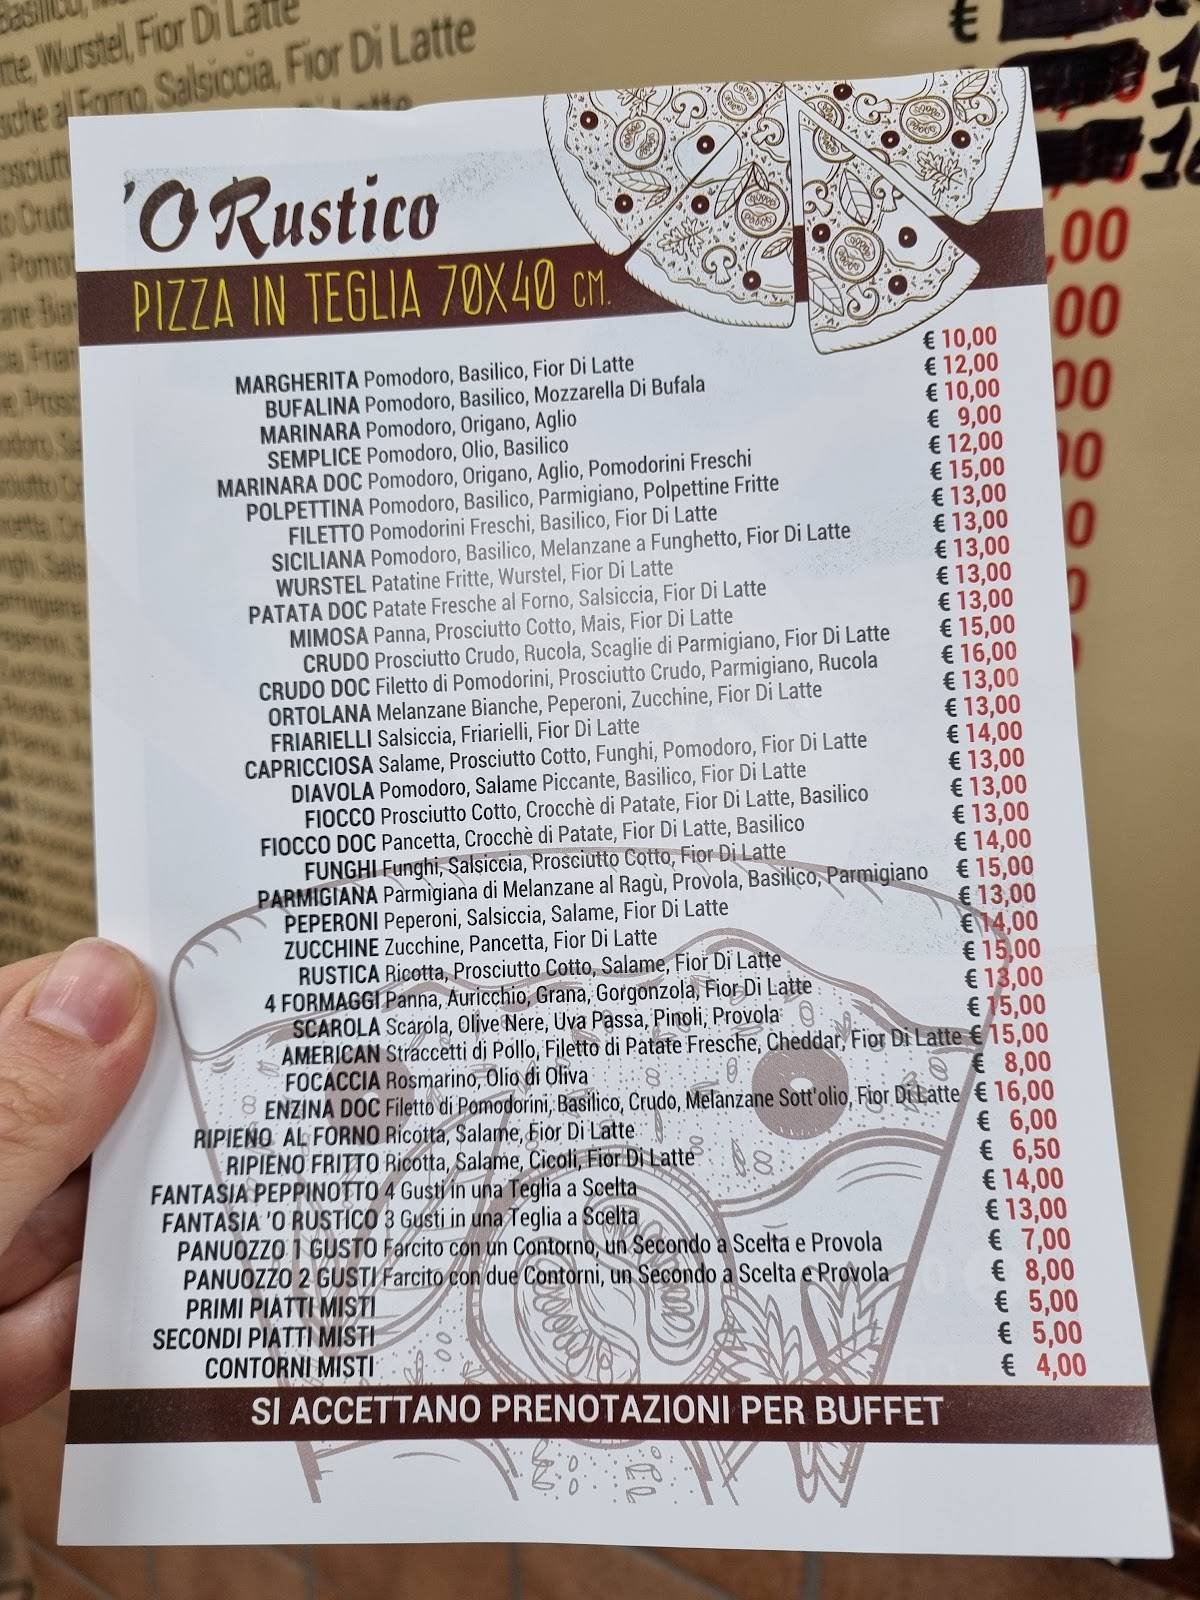 Wurstel, Fior Di Latte
Salsiccia, Fior Di Latte
'O Rustico
PIZZA IN TEGLIA 70X40 CM.
MARGHERITA Pomodoro, Basilico, Fior Di Latte € 10,00
BUFALINA Pomodoro, Basilico, Mozzarella Di Bufala € 12,00
MARINARA Pomodoro, Origano, Aglio € 10,00
SEMPLICE Pomodoro, Olio, Basilico € 9,00
MARINARA DOC Pomodoro, Origano, Aglio, Pomodorini Freschi € 12,00
POLPETTINA Pomodoro, Basilico, Parmigiano, Polpettine Fritte € 15,00
FILETTO Pomodorini Freschi, Basilico, Fior Di Latte € 13,00
SICILIANA Pomodoro, Basilico, Melanzane a Funghetto, Fior Di Latte € 13,00
WURSTEL Patatine Fritte, Wurstel, Fior Di Latte € 13,00
PATATA DOC Patate Fresche al Forno, Salsiccia, Fior Di Latte € 13,00
MIMOSA Panna, Prosciutto Cotto, Mais, Fior Di Latte € 13,00
CRUDO Prosciutto Crudo, Rucola, Scaglie di Parmigiano, Fior Di Latte € 15,00
CRUDO DOC Filetto di Pomodorini, Prosciutto Crudo, Parmigiano, Rucola € 16,00
ORTOLANA Melanzane Bianche, Peperoni, Zucchine, Fior Di Latte € 13,00
FRIARIELLI Salsiccia, Friarielli, Fior Di Latte € 13,00
CAPRICCIOSA Salame, Prosciutto Cotto, Funghi, Pomodoro, Fior Di Latte € 14,00
DIAVOLA Pomodoro, Salame Piccante, Basilico, Fior Di Latte € 13,00
FIOCCO Prosciutto Cotto, Crocchè di Patate, Fior Di Latte, Basilico € 13,00
FIOCCO DOC Pancetta, Crocchè di Patate, Fior Di Latte, Basilico € 13,00
FUNGHI Funghi, Salsiccia, Prosciutto Cotto, Fior Di Latte € 14,00
PARMIGIANA Parmigiana di Melanzane al Ragù, Provola, Basilico, Parmigiano € 15,00
PEPERONI Peperoni, Salsiccia, Salame, Fior Di Latte € 13,00
ZUCCHINE Zucchine, Pancetta, Fior Di Latte € 14,00
RUSTICA Ricotta, Prosciutto Cotto, Salame, Fior Di Latte € 15,00
4 FORMAGGI Panna, Auricchio, Grana, Gorgonzola, Fior Di Latte € 13,00
SCAROLA Scarola, Olive Nere, Uva Passa, Pinoli, Provola € 15,00
AMERICAN Straccetti di Pollo, Filetto di Patate Fresche, Cheddar, Fior Di Latte € 15,00
FOCACCIA Rosmarino, Olio di Oliva € 8,00
ENZINA DOC Filetto di Pomodorini, Basilico, Crudo, Melanzane Sott'olio, Fior Di Latte € 16,00
RIPIENO AL FORNO Ricotta, Salame, Fior Di Latte € 6,00
RIPIENO FRITTO Ricotta, Salame, Cicoli, Fior Di Latte € 6,50
FANTASIA PEPPINOTTO 4 Gusti in una Teglia a Scelta € 14,00
FANTASIA 'O RUSTICO 3 Gusti in una Teglia a Scelta € 13,00
PANUOZZO 1 GUSTO Farcito con un Contorno, un Secondo a Scelta e Provola € 7,00
PANUOZZO 2 GUSTI Farcito con due Contorni, un Secondo a Scelta e Provola € 8,00
PRIMI PIATTI MISTI € 5,00
SECONDI PIATTI MISTI € 5,00
CONTORNI MISTI € 4,00
SI ACCETTANO PRENOTAZIONI PER BUFFET